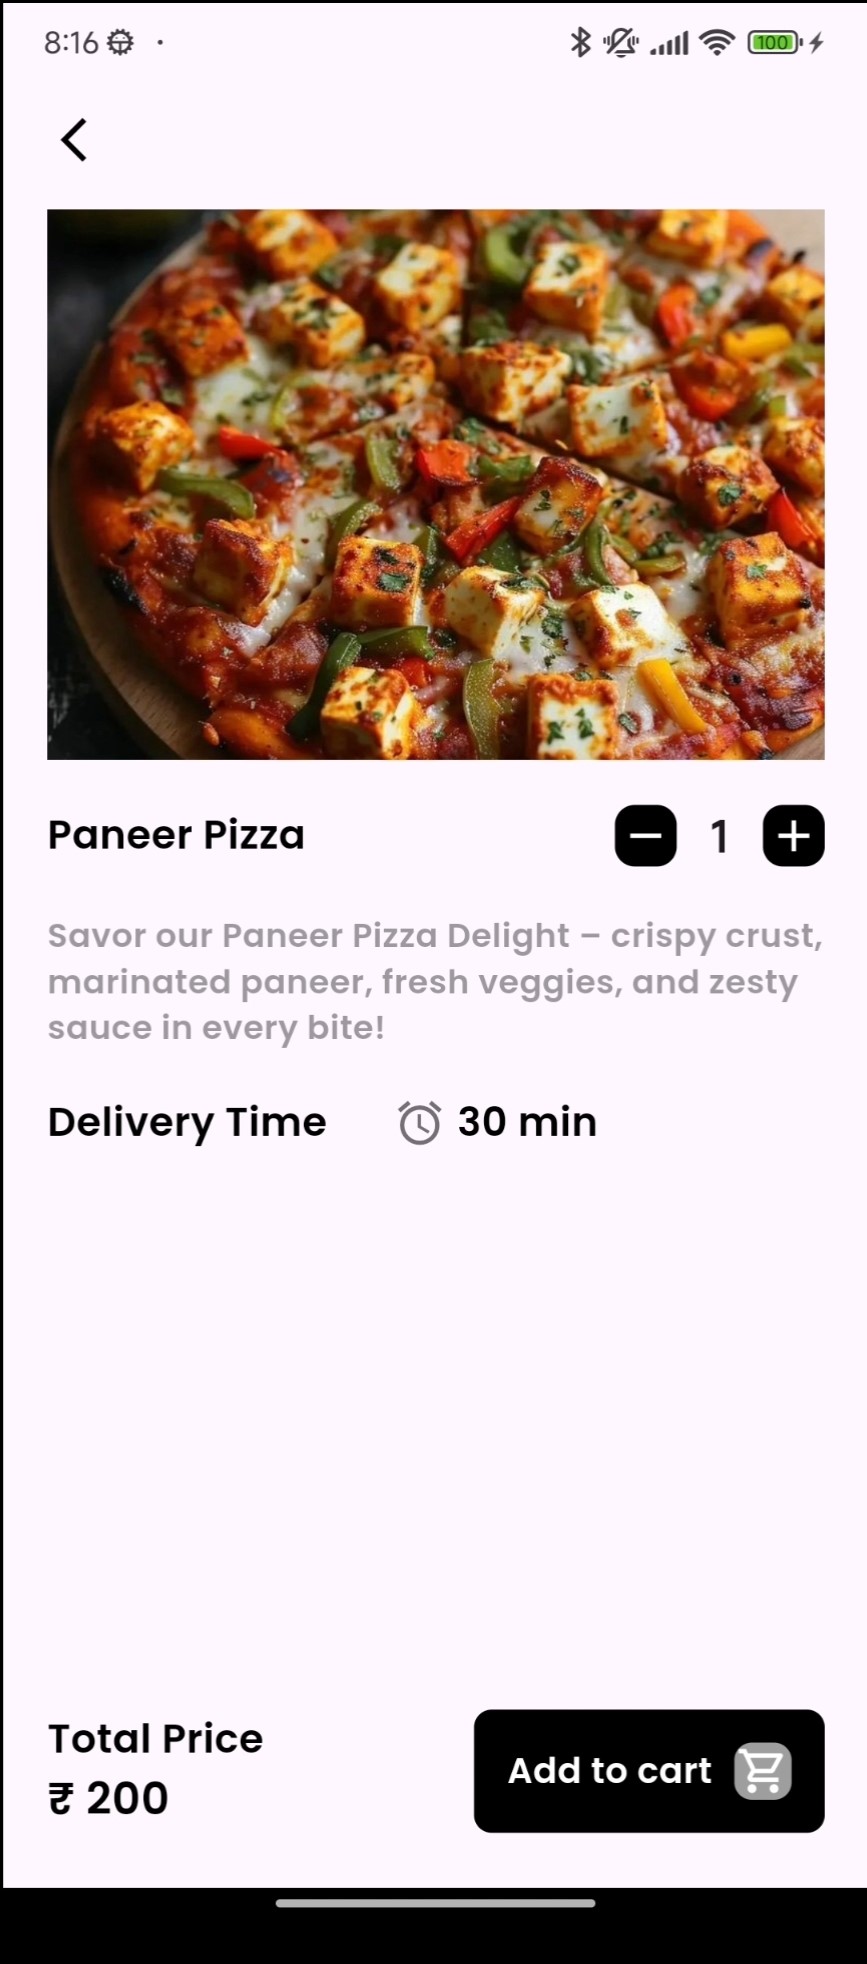 8:16
100
Paneer Pizza
1
Savor our Paneer Pizza Delight – crispy crust,
marinated paneer, fresh veggies, and zesty
sauce in every bite!
Delivery Time 30 min
Total Price
₹ 200
Add to cart